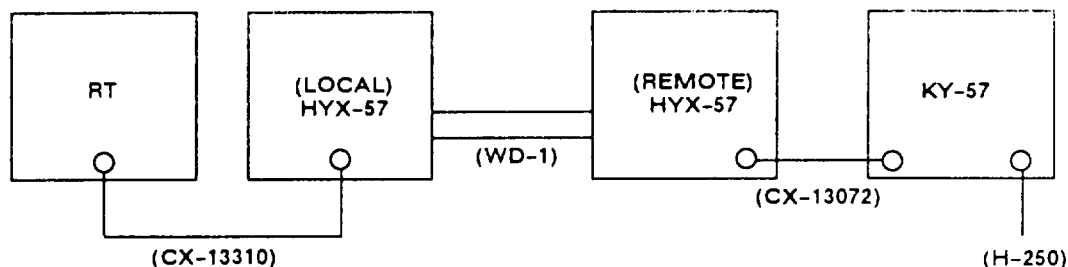 RT
(LOCAL)
HYX-57
(WD-1)
(REMOTE)
HYX-57
KY-57
(CX-13072)
(CX-13310)
(H-250)